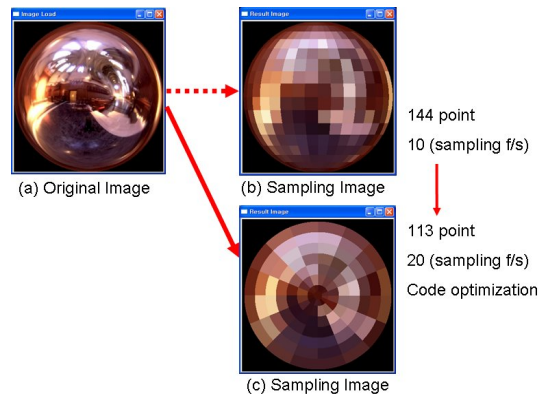 Image Load
Result Image
144 point
10 (sampling f/s)
(a) Original Image
(b) Sampling Image
Result Image
113 point
20 (sampling f/s)
Code optimization
(c) Sampling Image